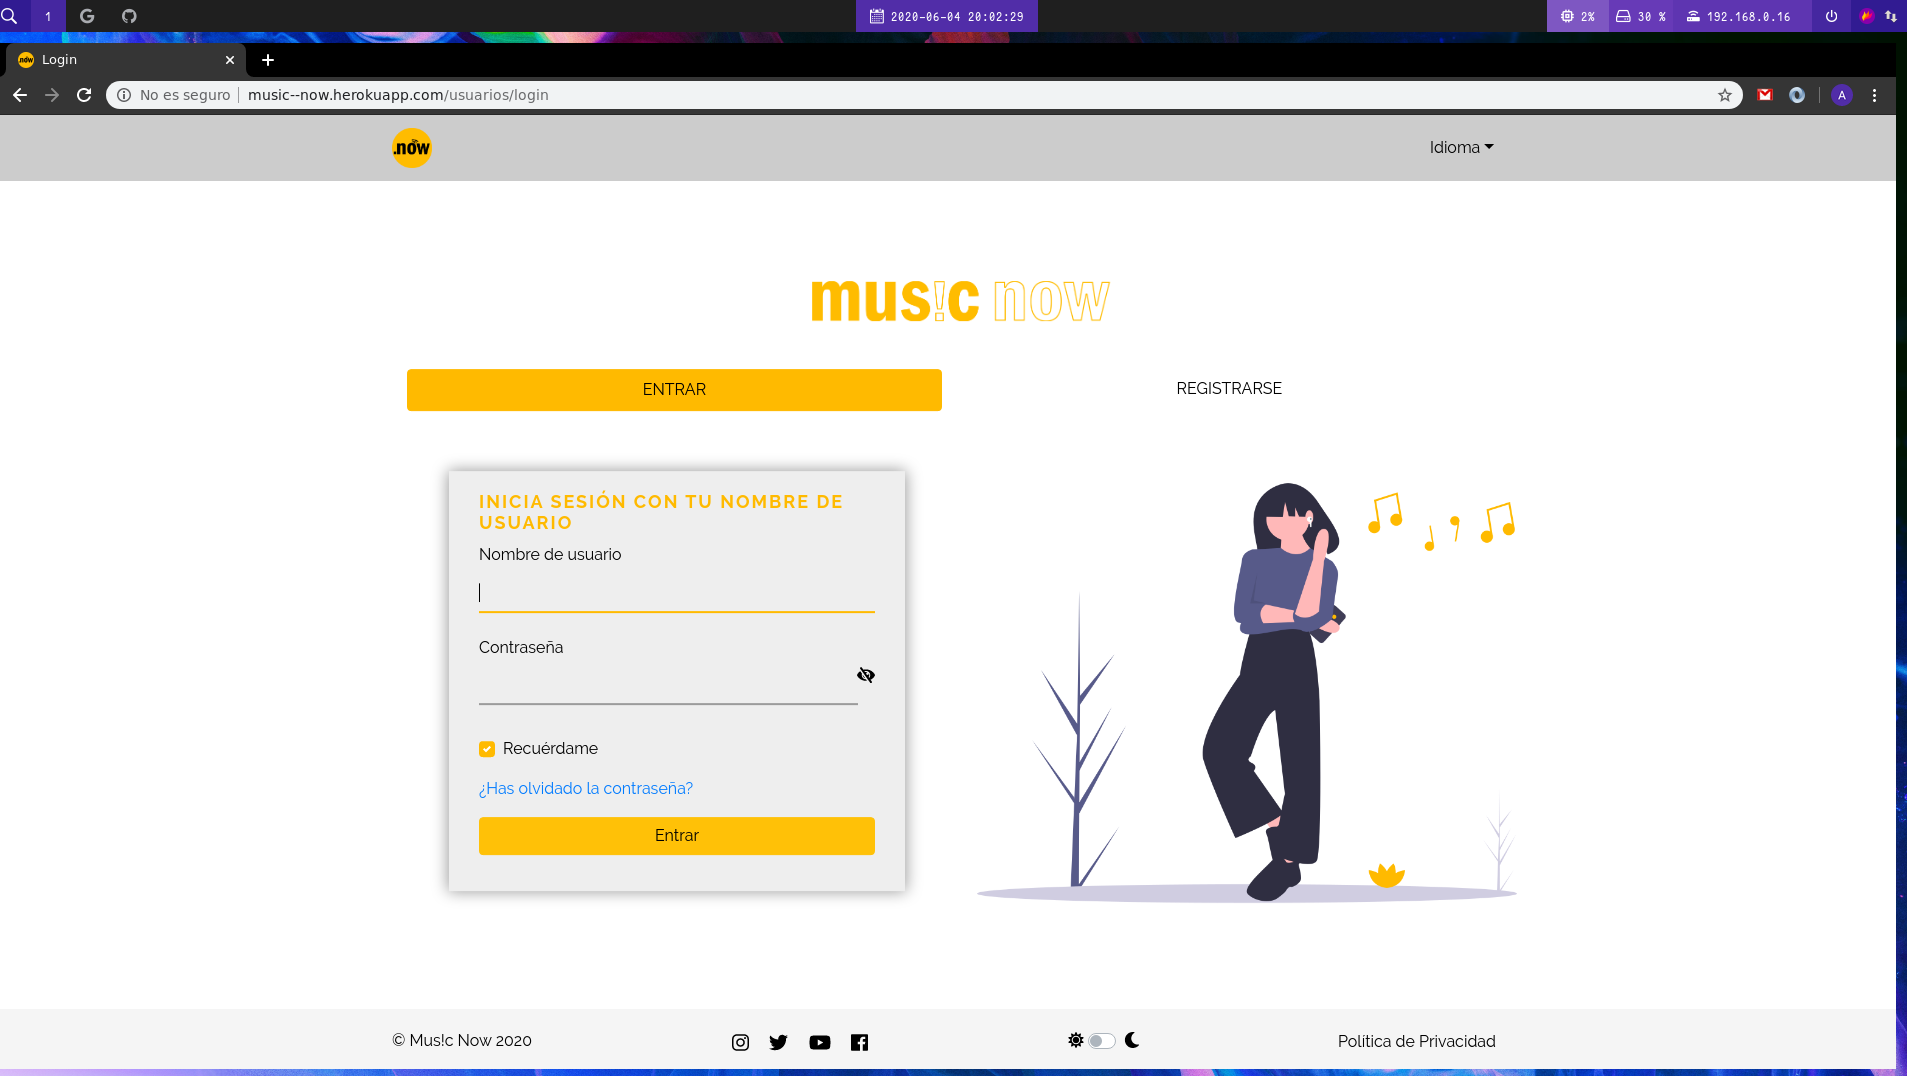 1
2020-06-04 20:02:29
2%
30 %
192.168.0.16
Login
No es seguro
music--now.herokuapp.com/usuarios/login
A
.now
Idioma
mus!c now
ENTRAR
REGISTRARSE
INICIA SESIÓN CON TU NOMBRE DE
USUARIO
Nombre de usuario
Contraseña
Recuérdame
¿Has olvidado la contraseña?
Entrar
© Mus!c Now 2020
Política de Privacidad